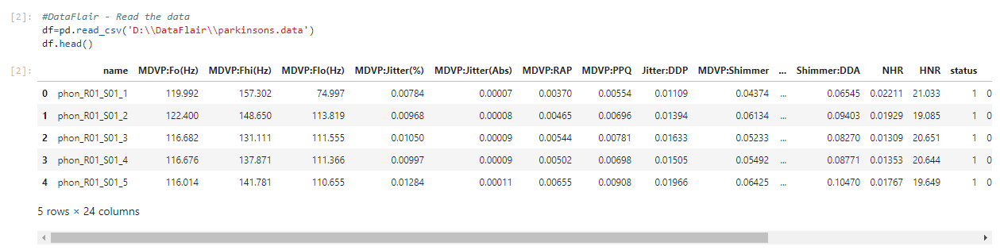 [2]: #DataFlair - Read the data
df=pd.read_csv('D:\\DataFlair\\parkinsons.data')
df.head()
[2]: name MDVP:Fo(Hz) MDVP:Fhi(Hz) MDVP:Flo(Hz) MDVP:Jitter(%) MDVP:Jitter(Abs) MDVP:RAP MDVP:PPQ Jitter:DDP MDVP:Shimmer ... Shimmer:DDA NHR HNR status
0 phon_R01_S01_1 119.992 157.302 74.997 0.00784 0.00007 0.00370 0.00554 0.01109 0.04374 ... 0.06545 0.02211 21.033 1 0
1 phon_R01_S01_2 122.400 148.650 113.819 0.00968 0.00008 0.00465 0.00696 0.01394 0.06134 ... 0.09403 0.01929 19.085 1 0
2 phon_R01_S01_3 116.682 131.111 111.555 0.01050 0.00009 0.00544 0.00781 0.01633 0.05233 ... 0.08270 0.01309 20.651 1 0
3 phon_R01_S01_4 116.676 137.871 111.366 0.00997 0.00009 0.00502 0.00698 0.01505 0.05492 ... 0.08771 0.01353 20.644 1 0
4 phon_R01_S01_5 116.014 141.781 110.655 0.01284 0.00011 0.00655 0.00908 0.01966 0.06425 ... 0.10470 0.01767 19.649 1 0
5 rows × 24 columns